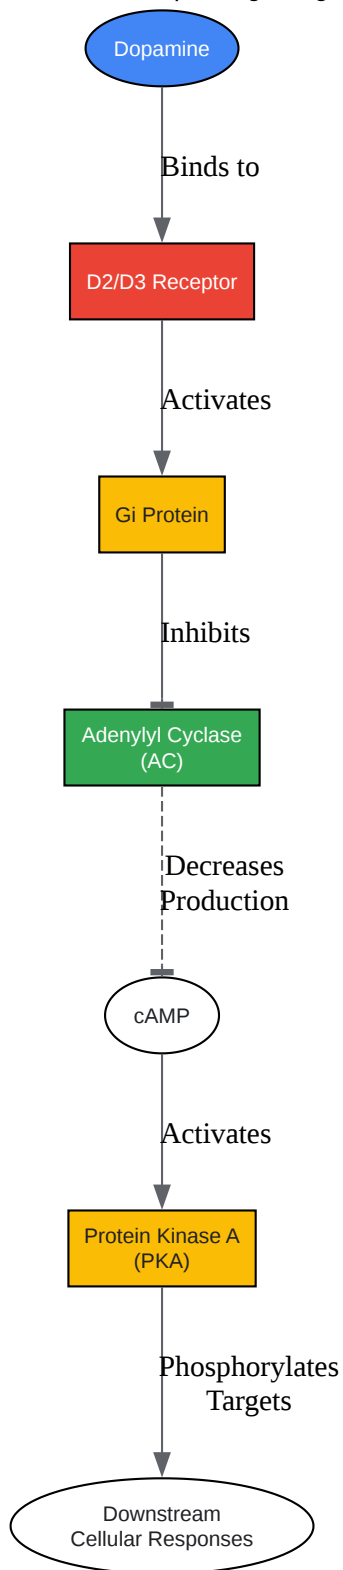 Dopamine
Binds to
D2/D3 Receptor
Activates
Gi Protein
Inhibits
Adenylyl Cyclase
(AC)
Decreases
Production
cAMP
Activates
Protein Kinase A
(PKA)
Phosphorylates
Targets
Downstream
Cellular Responses